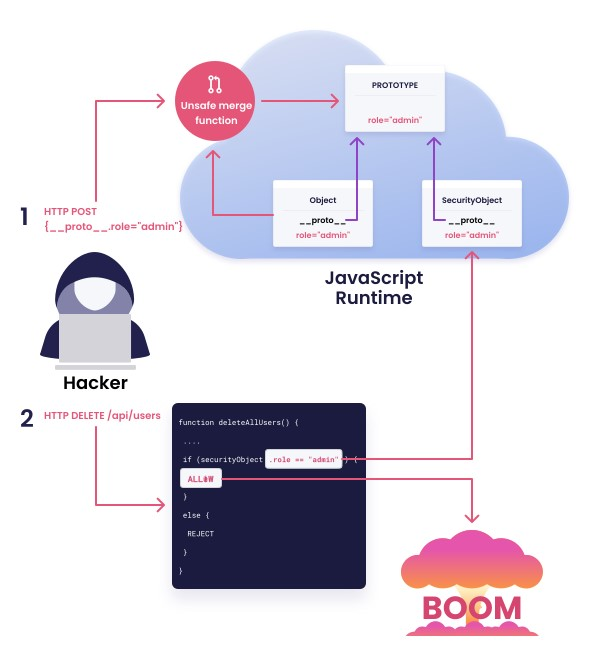 Unsafe merge
function
PROTOTYPE
role="admin"
1
HTTP POST
{__proto__.role="admin"}
Object
__proto__
role="admin"
SecurityObject
__proto__
role="admin"
JavaScript
Runtime
Hacker
2
HTTP DELETE /api/users
function deleteAllUsers() {
....
if (securityObject .role == "admin" ) {
ALLOW
}
else {
REJECT
}
}
BOOM